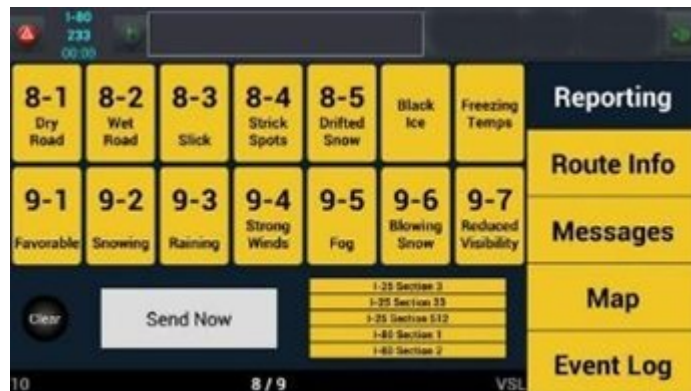 I-80
233
00:00
8-1 8-2 8-3 8-4 8-5 Black Ice Freezing Temps
Dry Road Wet Road Slick Strick Spots Drifted Snow
9-1 9-2 9-3 9-4 9-5 9-6 9-7
Favorable Snowing Raining Strong Winds Fog Blowing Snow Reduced Visibility
Reporting
Route Info
Messages
Map
Event Log
Clear
Send Now
I-25 Section 3
I-25 Section 33
I-25 Section 512
I-80 Section 1
I-80 Section 2
10 8 / 9 VSL